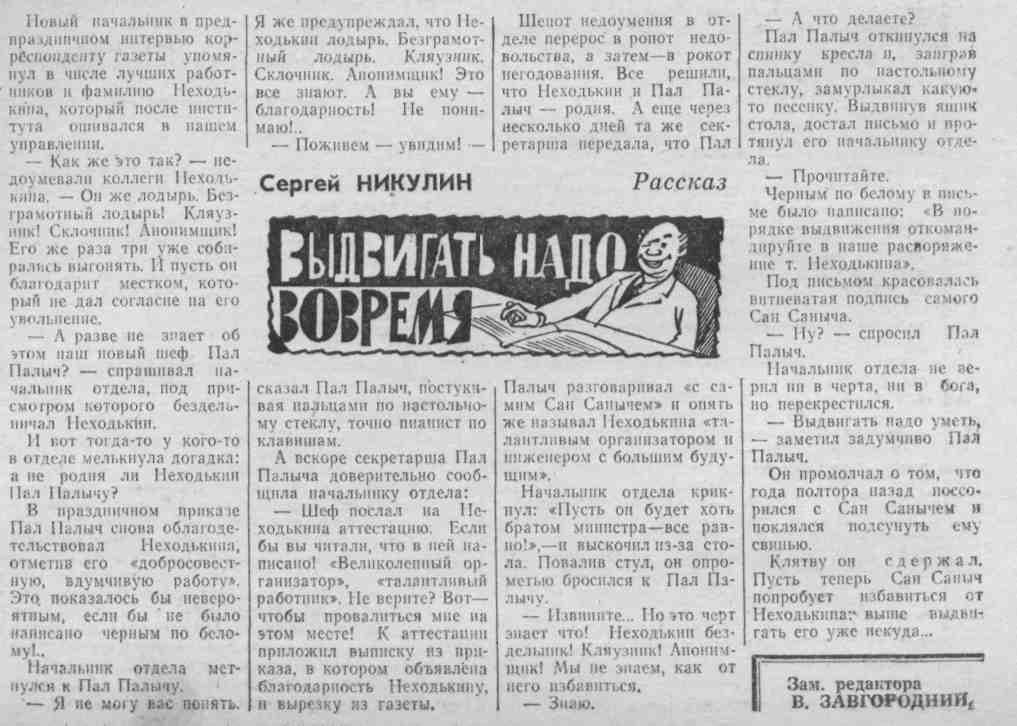 Новый начальник в пред-
праздничном интервью кор-
респонденту газеты упомя-
нул в числе лучших работ-
ников и фамилию Неходь-
кина, который после инсти-
тута ошивался в нашем
управлении.
— Как же это так? — не-
доумевали коллеги Неходь-
кина. — Он же лодырь. Без-
грамотный лодырь! Кляуз-
ник! Склочник! Анонимщик!
Его же раза три уже соби-
рались выгонять. И пусть он
благодарит местком, кото-
рый не дал согласие на его
увольнение.
— А разве не знает об
этом наш новый шеф Пал
Палыч? — спрашивал на-
чальник отдела, под при-
смотром которого бездель-
ничал Неходькин.
И вот тогда-то у кого-то
в отделе мелькнула догадка:
а не родня ли Неходькин
Пал Палычу?
В праздничном приказе
Пал Палыч снова облагоде-
тельствовал Неходькина,
отметив его «добросовест-
ную, вдумчивую работу».
Это показалось бы неверо-
ятным, если бы не было
написано черным по бело-
му!..
Начальник отдела мет-
нулся к Пал Палычу.
— Я не могу вас понять.
Я же предупреждал, что Не-
ходькин лодырь. Безграмот-
ный лодырь. Кляузник.
Склочник. Анонимщик! Это
все знают. А вы ему —
благодарность! Не пони-
маю!..
— Поживем — увидим! —
Сергей НИКУЛИН
Рассказ
ВЫДВИГАТЬ НАДО
ВОВРЕМЯ
сказал Пал Палыч, постуки-
вая пальцами по настольно-
му стеклу, точно пианист по
клавишам.
А вскоре секретарша Пал
Палыча доверительно сооб-
щила начальнику отдела:
— Шеф послал на Не-
ходькина аттестацию. Если
бы вы читали, что в ней на-
писано! «Великолепный ор-
ганизатор», «талантливый
работник». Не верите? Вот—
чтобы провалиться мне на
этом месте! К аттестации
приложил выписку из при-
каза, в котором объявлена
благодарность Неходькину,
и вырезку из газеты.
Шепот недоумения в от-
деле перерос в ропот недо-
вольства, а затем—в рокот
негодования. Все решили,
что Неходькин и Пал Па-
лыч — родня. А еще через
несколько дней та же сек-
ретарша передала, что Пал
Палыч разговаривал «с са-
мим Сан Санычем» и опять
же называл Неходькина «та-
лантливым организатором и
инженером с большим буду-
щим».
Начальник отдела крик-
нул: «Пусть он будет хоть
братом министра—все рав-
но!»,—и выскочил из-за сто-
ла. Повалив стул, он опро-
метью бросился к Пал Па-
лычу.
— Извините... Но это черт
знает что! Неходькин без-
дельник! Кляузник! Аноним-
щик! Мы не знаем, как от
него избавиться.
— Знаю.
— А что делаете?
Пал Палыч откинулся на
спинку кресла и, заиграв
пальцами по настольному
стеклу, замурлыкал какую-
то песенку. Выдвинув ящик
стола, достал письмо и про-
тянул его начальнику отде-
ла.
— Прочитайте.
Черным по белому в пись-
ме было написано: «В по-
рядке выдвижения откоман-
дируйте в наше распоряже-
ние т. Неходькина».
Под письмом красовалась
витиеватая подпись самого
Сан Саныча.
— Ну? — спросил Пал
Палыч.
Начальник отдела не ве-
рил ни в черта, ни в бога,
но перекрестился.
— Выдвигать надо уметь,
— заметил задумчиво Пал
Палыч.
Он промолчал о том, что
года полтора назад поссо-
рился с Сан Санычем и
поклялся подсунуть ему
свинью.
Клятву он сдержал.
Пусть теперь Сан Саныч
попробует избавиться от
Неходькина: выше выдви-
гать его уже некуда...
Зам. редактора
В. ЗАВГОРОДНИЙ.